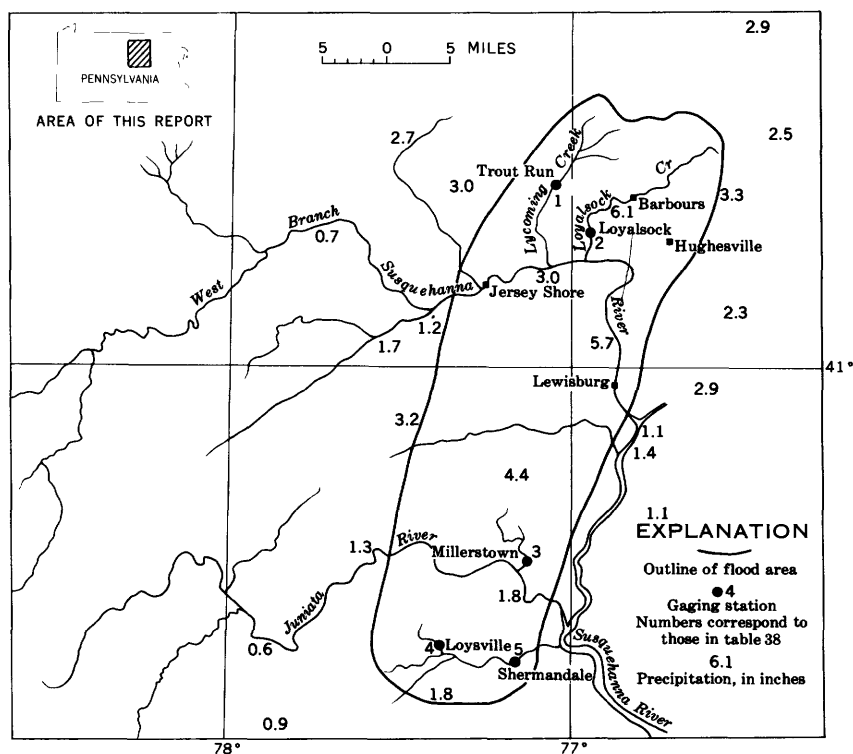 2.9
5 0 5 MILES
PENNSYLVANIA
AREA OF THIS REPORT
2.7
2.5
3.0
Trout Run
1
Lycoming Creek
Loyalsock Cr
6.1
Barbours
3.3
2
Loyalsock
Hughesville
West Branch Susquehanna River
0.7
3.0
Jersey Shore
1.2
1.7
5.7
2.3
41°
Lewisburg
2.9
3.2
1.1
1.4
4.4
1.1
EXPLANATION
Outline of flood area
4
Gaging station
Numbers correspond to
those in table 38
6.1
Precipitation, in inches
1.3
Juniata River
Millerstown
3
1.8
0.6
4
Loysville
5
Shermandale
Susquehanna River
1.8
0.9
78°
77°